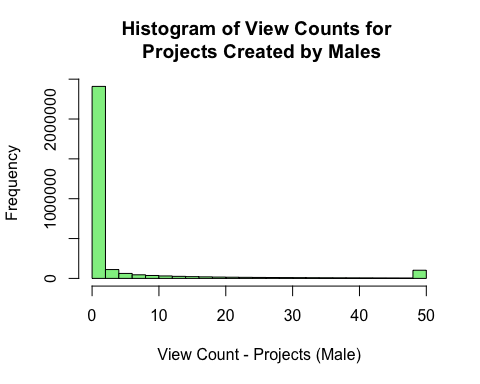 Histogram of View Counts for
Projects Created by Males
Frequency
2000000
1000000
0
0 10 20 30 40 50
View Count - Projects (Male)